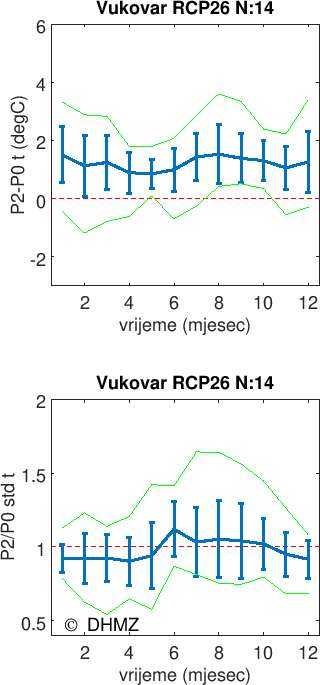 Vukovar RCP26 N:14
6
4
2
0
-2
P2-P0 t (degC)
2 4 6 8 10 12
vrijeme (mjesec)
Vukovar RCP26 N:14
2
1.5
1
0.5
P2/P0 std t
© DHMZ
2 4 6 8 10 12
vrijeme (mjesec)